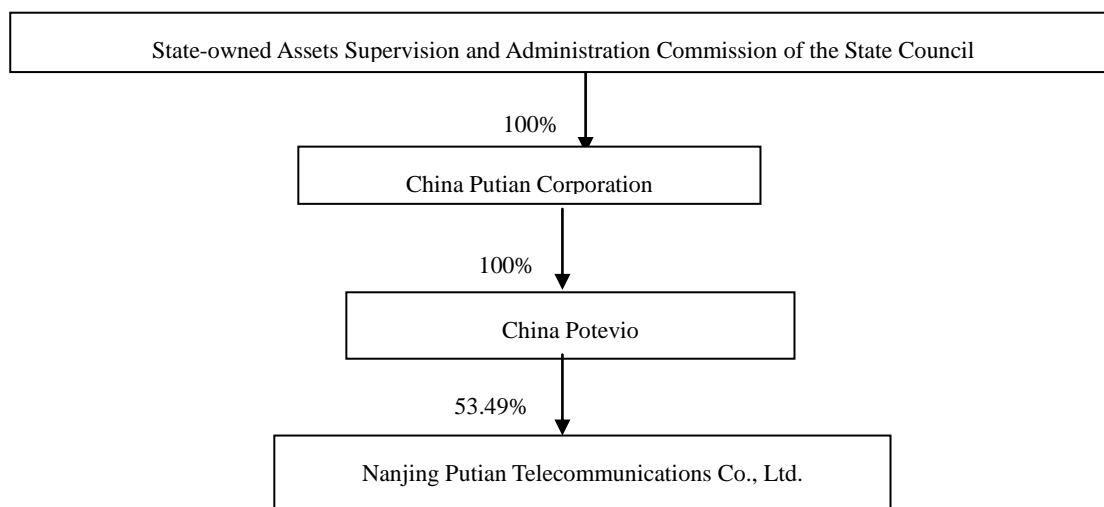 State-owned Assets Supervision and Administration Commission of the State Council
100%
China Putian Corporation
100%
China Potevio
53.49%
Nanjing Putian Telecommunications Co., Ltd.